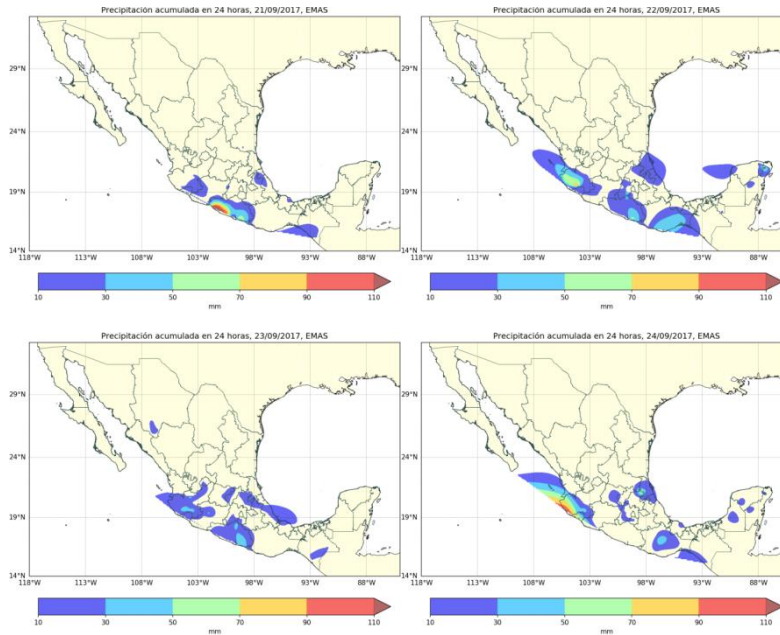 Precipitación acumulada en 24 horas, 21/09/2017, EMAS
29°N
24°N
19°N
14°N
118°W 113°W 108°W 103°W 98°W 93°W 88°W
10 30 50 70 90 110
mm
Precipitación acumulada en 24 horas, 22/09/2017, EMAS
29°N
24°N
19°N
14°N
118°W 113°W 108°W 103°W 98°W 93°W 88°W
10 30 50 70 90 110
mm
Precipitación acumulada en 24 horas, 23/09/2017, EMAS
29°N
24°N
19°N
14°N
118°W 113°W 108°W 103°W 98°W 93°W 88°W
10 30 50 70 90 110
mm
Precipitación acumulada en 24 horas, 24/09/2017, EMAS
29°N
24°N
19°N
14°N
118°W 113°W 108°W 103°W 98°W 93°W 88°W
10 30 50 70 90 110
mm